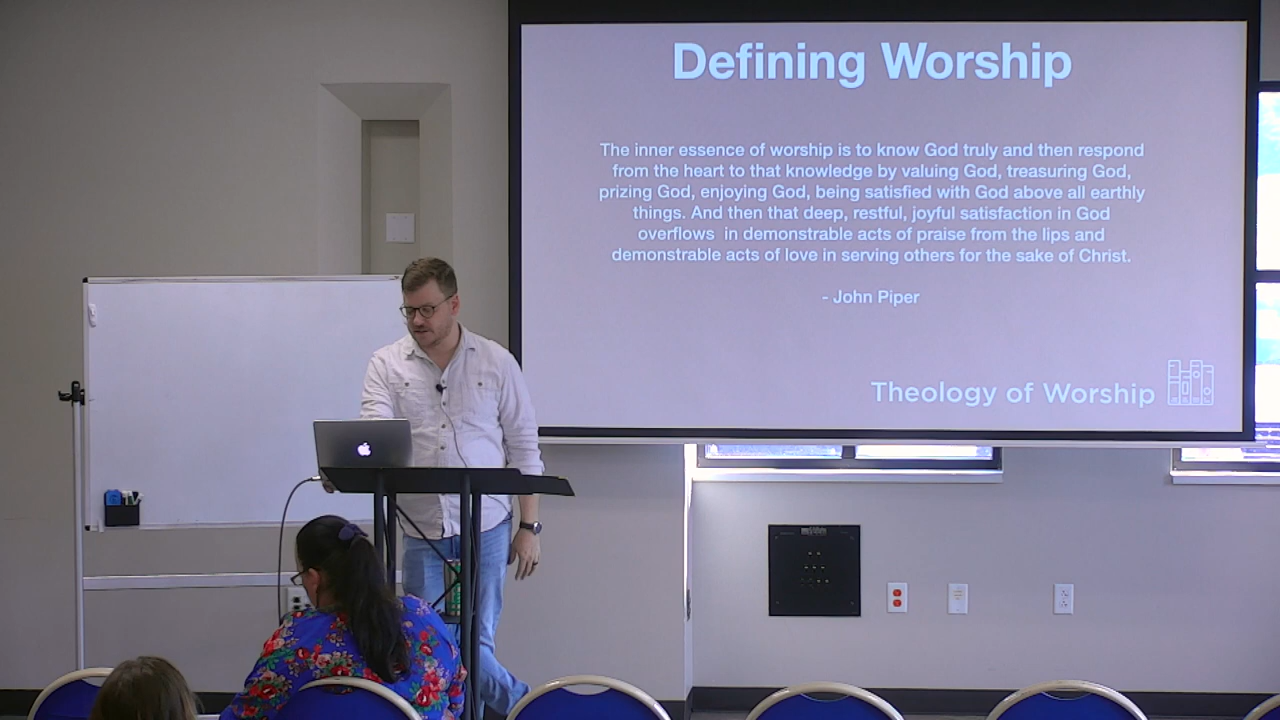 Defining Worship
The inner essence of worship is to know God truly and then respond
from the heart to that knowledge by valuing God, treasuring God,
prizing God, enjoying God, being satisfied with God above all earthly
things. And then that deep, restful, joyful satisfaction in God
overflows  in demonstrable acts of praise from the lips and
demonstrable acts of love in serving others for the sake of Christ.
- John Piper
Theology of Worship